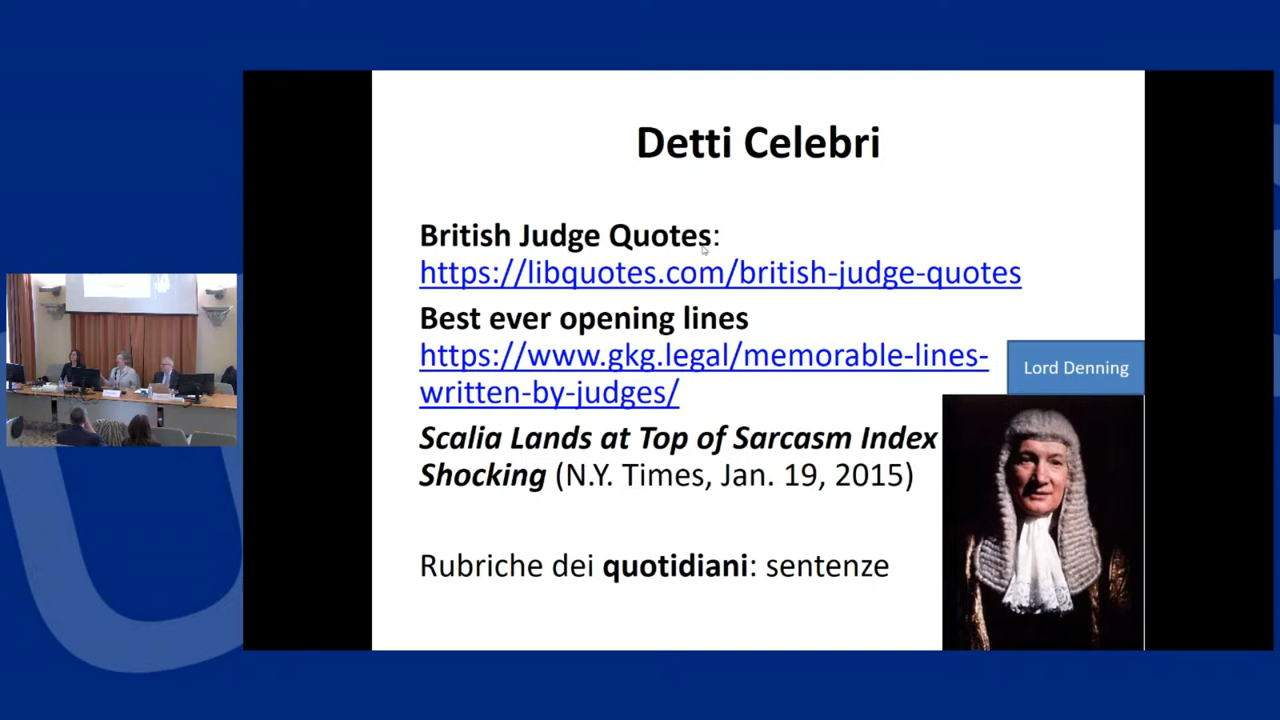 Detti Celebri
British Judge Quotes:
https://libquotes.com/british-judge-quotes
Best ever opening lines
https://www.gkg.legal/memorable-lines-
written-by-judges/
Lord Denning
Scalia Lands at Top of Sarcasm Index
Shocking (N.Y. Times, Jan. 19, 2015)
Rubriche dei quotidiani: sentenze